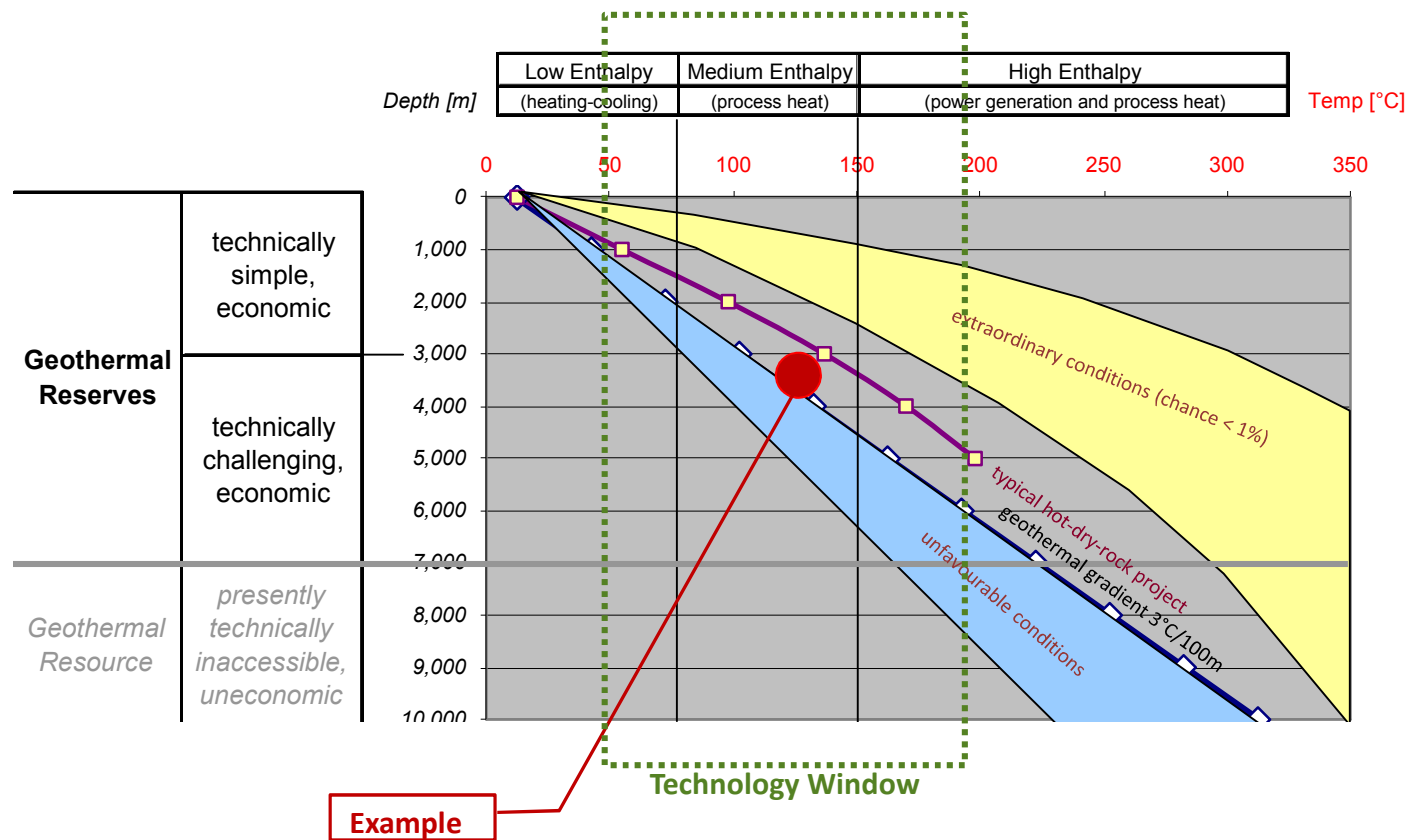 Low Enthalpy
Medium Enthalpy
High Enthalpy
Depth [m]
(heating-cooling)
(process heat)
(power generation and process heat)
Temp [°C]
0
50
100
150
200
250
300
350
0
1,000
2,000
3,000
4,000
5,000
6,000
7,000
8,000
9,000
10,000
Geothermal
Reserves
technically
simple,
economic
technically
challenging,
economic
Geothermal
Resource
presently
technically
inaccessible,
uneconomic
extraordinary conditions (chance < 1%)
typical hot-dry-rock project
geothermal gradient 3°C/100m
unfavourable conditions
Technology Window
Example